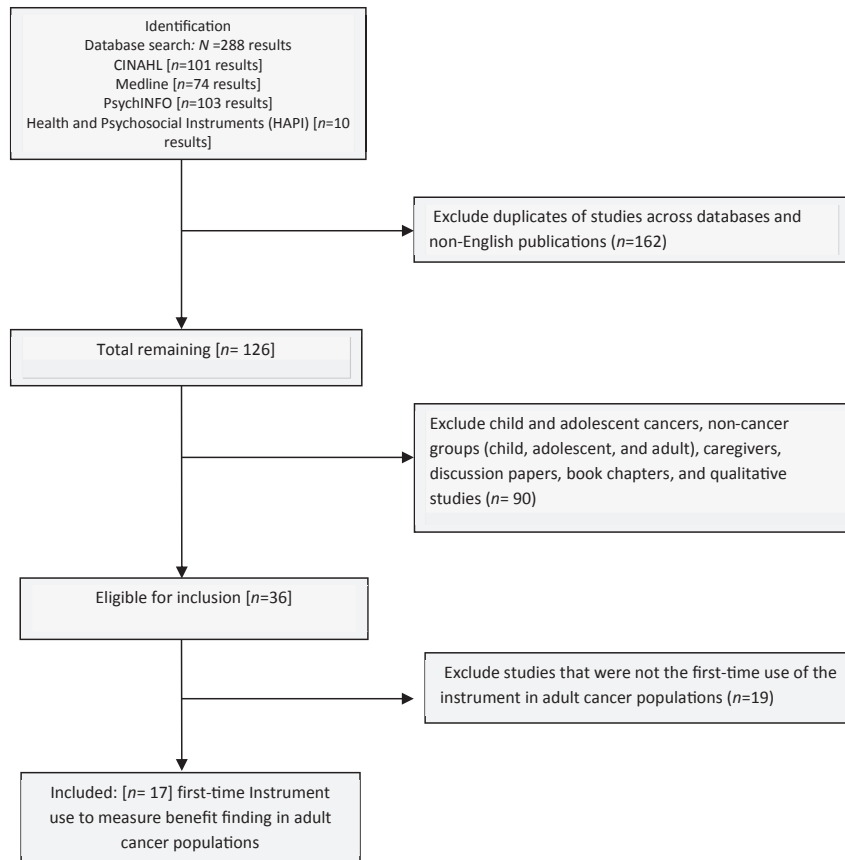 Identification
Database search: N =288 results
CINAHL [n=101 results]
Medline [n=74 results]
PsychINFO [n=103 results]
Health and Psychosocial Instruments (HAPI) [n=10
results]
Exclude duplicates of studies across databases and
non-English publications (n=162)
Total remaining [n= 126]
Exclude child and adolescent cancers, non-cancer
groups (child, adolescent, and adult), caregivers,
discussion papers, book chapters, and qualitative
studies (n= 90)
Eligible for inclusion [n=36]
Exclude studies that were not the first-time use of the
instrument in adult cancer populations (n=19)
Included: [n= 17] first-time Instrument
use to measure benefit finding in adult
cancer populations